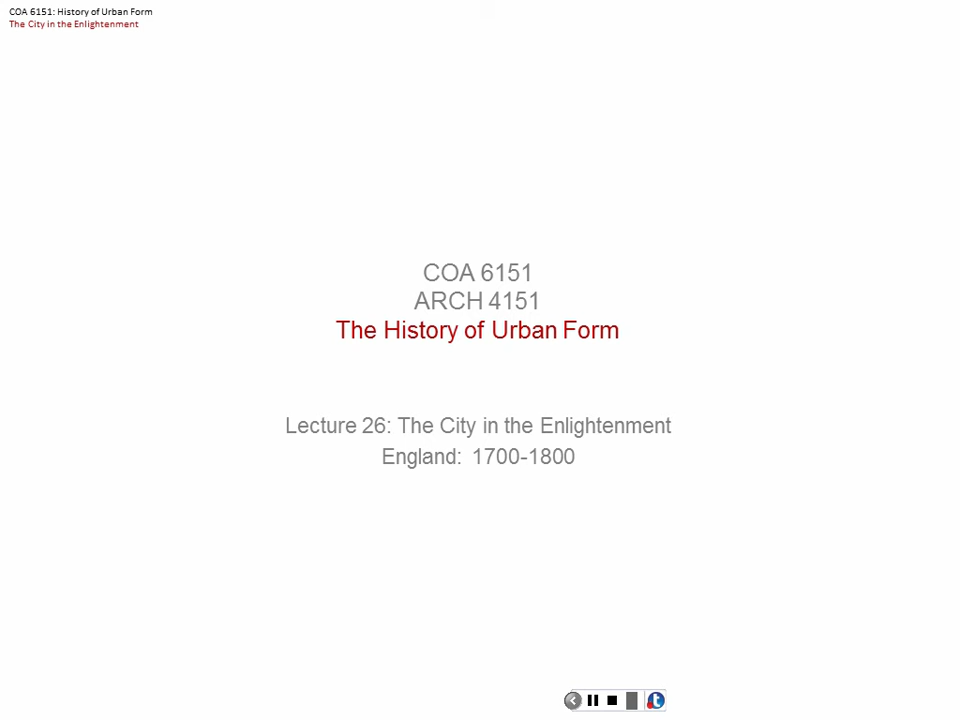 COA 6151: History of Urban Form
The City in the Enlightenment
COA 6151
ARCH 4151
The History of Urban Form
Lecture 26: The City in the Enlightenment
England: 1700-1800
t